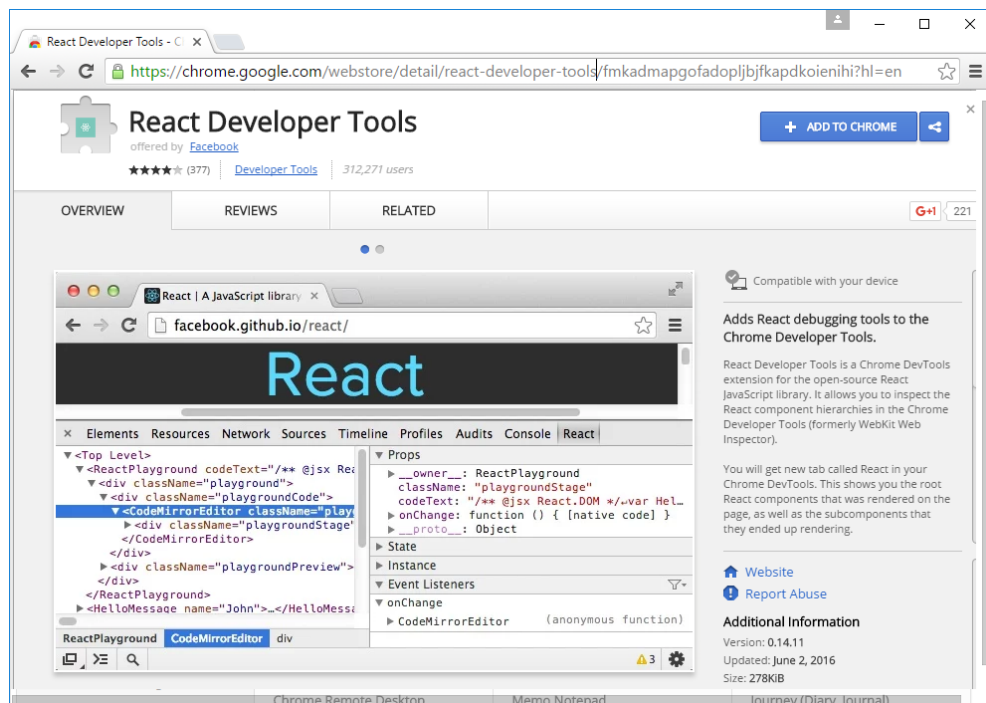 React Developer Tools - C
https://chrome.google.com/webstore/detail/react-developer-tools/fmkadmapgofadopljbjfkapdkoienihi?hl=en
React Developer Tools
offered by Facebook
(377) Developer Tools 312,271 users
+ ADD TO CHROME
OVERVIEW REVIEWS RELATED
G+1 221
React | A JavaScript library
facebook.github.io/react/
React
× Elements Resources Network Sources Timeline Profiles Audits Console React
▼<Top Level>
▼<ReactPlayground codeText="/** @jsx Rea
▼<div className="playground">
▼<div className="playgroundCode">
▼<CodeMirrorEditor className="play
▶<div className="playgroundStage"
</CodeMirrorEditor>
</div>
▶<div className="playgroundPreview">
</div>
</ReactPlayground>
▶<HelloMessage name="John">…</HelloMessa
ReactPlayground CodeMirrorEditor div
▼ Props
▶ __owner__: ReactPlayground
className: "playgroundStage"
codeText: "/** @jsx React.DOM */↵var Hel…
▶ onChange: function () { [native code] }
▶ __proto__: Object
▶ State
▶ Instance
▼ Event Listeners
▼ onChange
▶ CodeMirrorEditor (anonymous function)
3
Compatible with your device
Adds React debugging tools to the
Chrome Developer Tools.
React Developer Tools is a Chrome DevTools
extension for the open-source React
JavaScript library. It allows you to inspect the
React component hierarchies in the Chrome
Developer Tools (formerly WebKit Web
Inspector).
You will get new tab called React in your
Chrome DevTools. This shows you the root
React components that was rendered on the
page, as well as the subcomponents that
they ended up rendering.
Website
Report Abuse
Additional Information
Version: 0.14.11
Updated: June 2, 2016
Size: 278KiB
Chrome Remote Desktop Memo Notepad Journey (Diary, Journal)